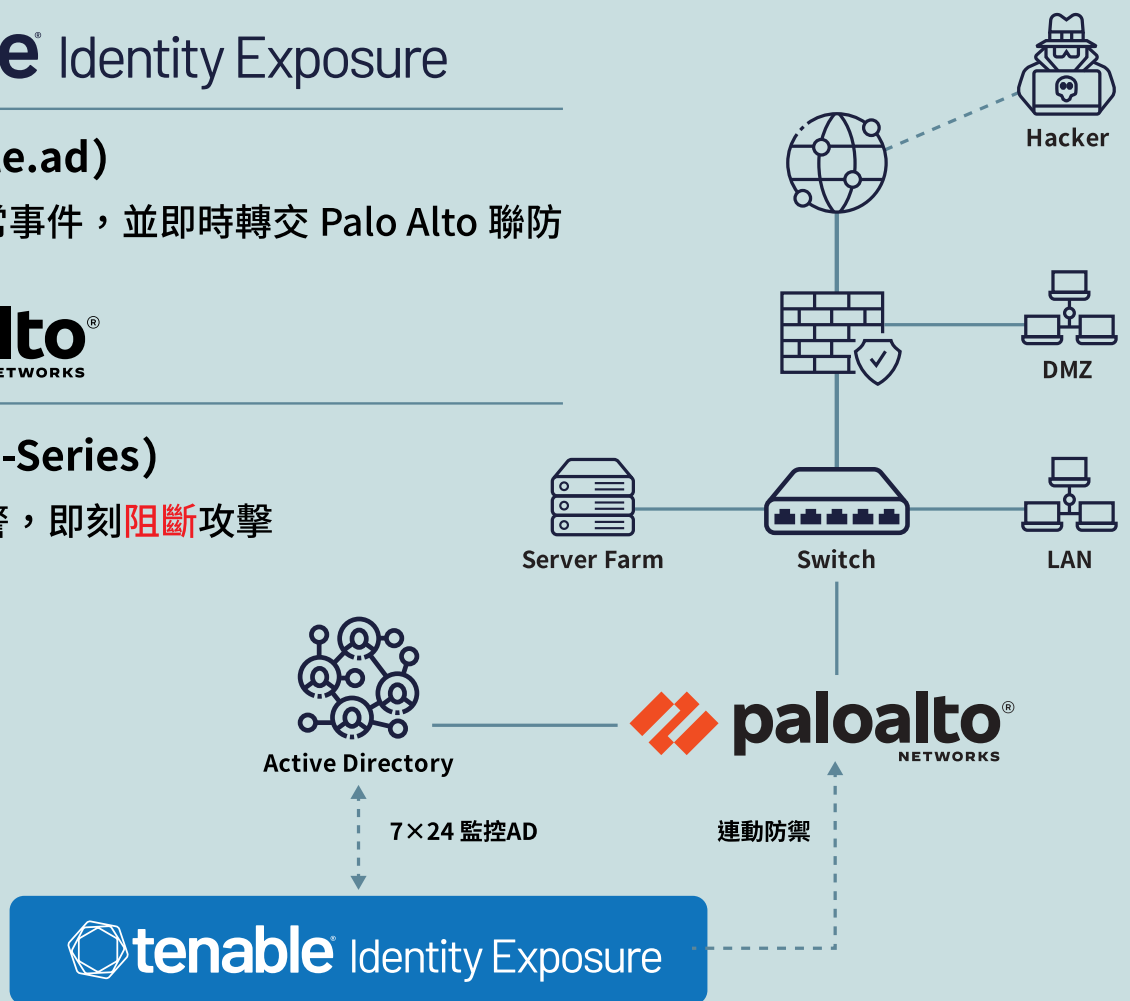 e® Identity Exposure
e.ad)
事件，並即時轉交 Palo Alto 聯防
lto®
ETWORKS
-Series)
，即刻阻斷攻擊
Hacker
DMZ
Server Farm
Switch
LAN
Active Directory
paloalto®
NETWORKS
7×24 監控AD
連動防禦
tenable® Identity Exposure